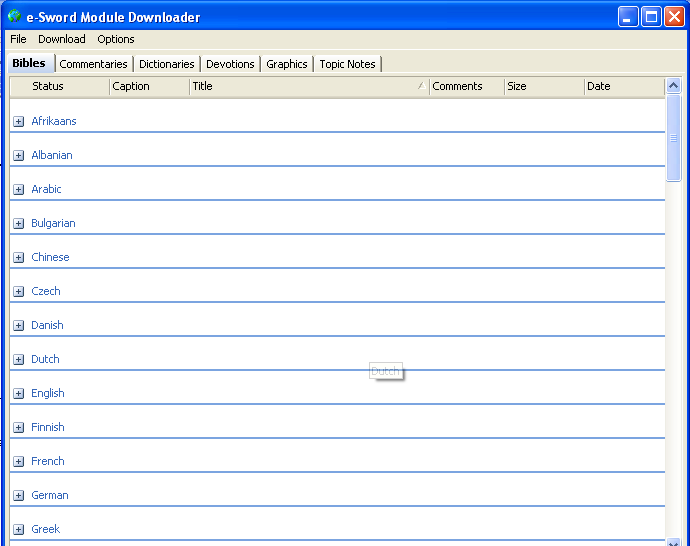 e-Sword Module Downloader
File Download Options
Bibles Commentaries Dictionaries Devotions Graphics Topic Notes
Status Caption Title Comments Size Date
Afrikaans
Albanian
Arabic
Bulgarian
Chinese
Czech
Danish
Dutch
Dutch
English
Finnish
French
German
Greek